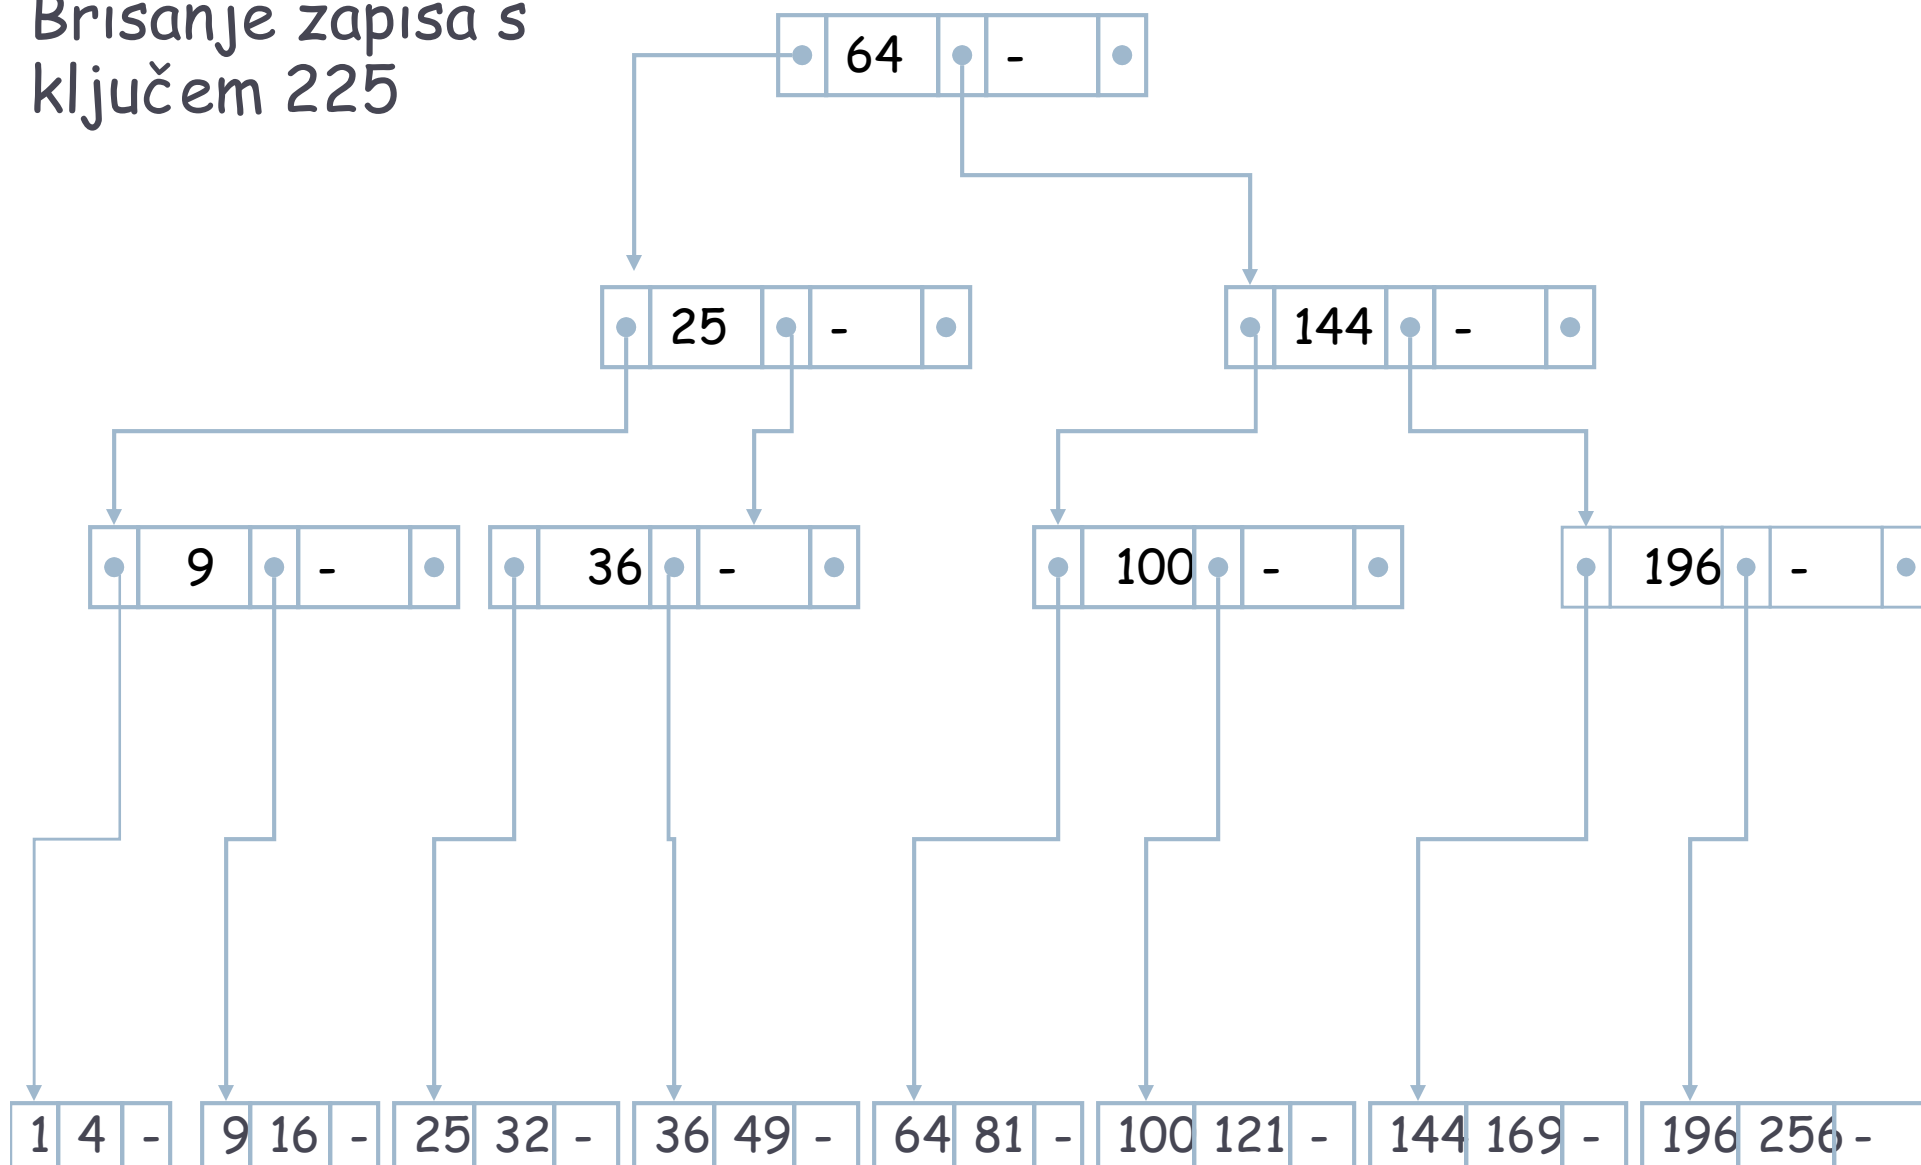 Brisanje zapisa s
ključem 225
64 -
25 - 144 -
9 - 36 - 100 - 196 -
1 4 - 9 16 - 25 32 - 36 49 - 64 81 - 100 121 - 144 169 - 196 256 -